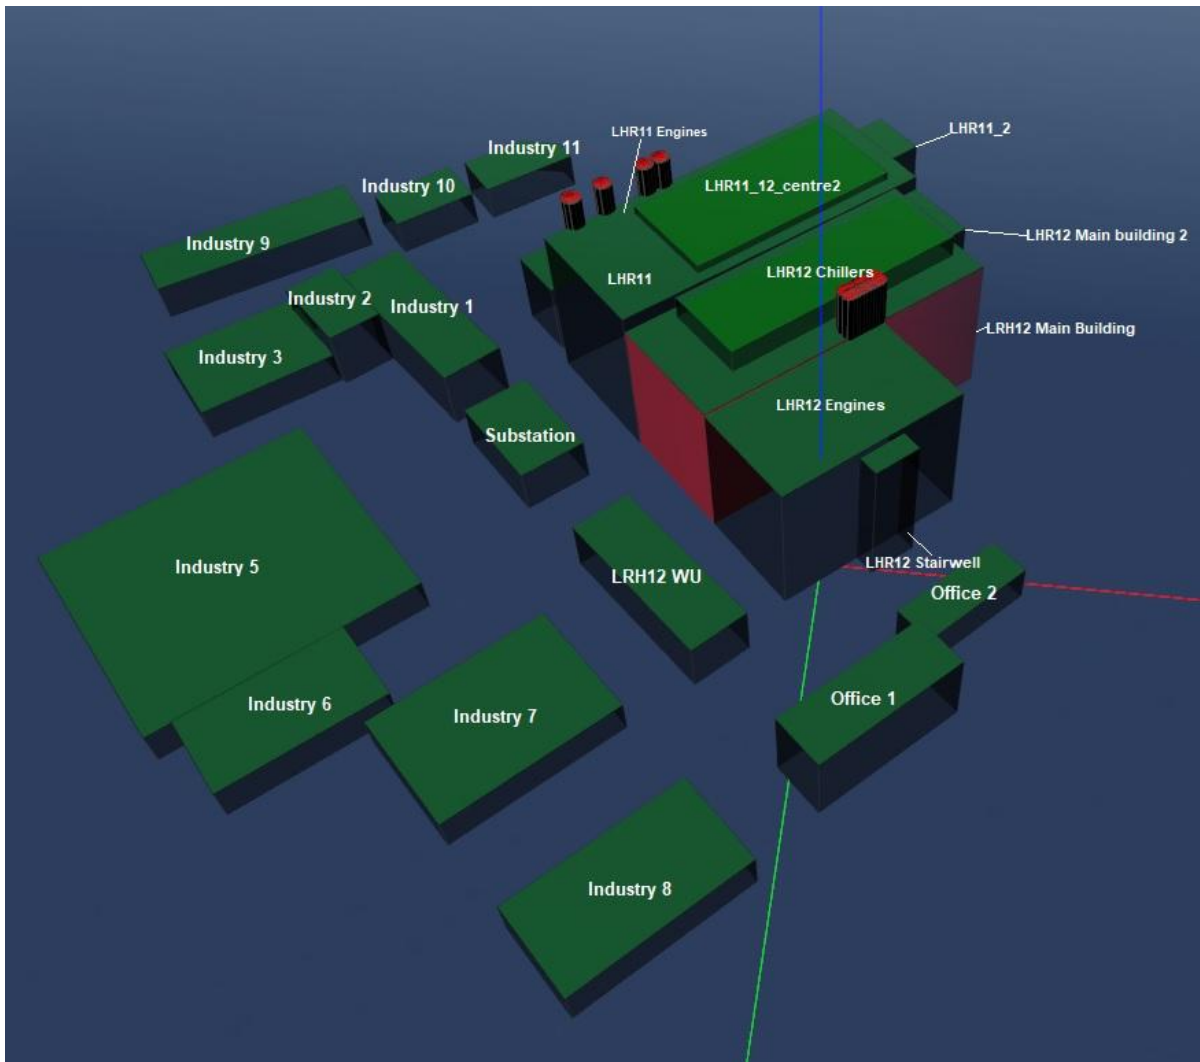 LHR11 Engines
LHR11_2
Industry 11
Industry 10
LHR11_12_centre2
Industry 9
LHR12 Main building 2
LHR12 Chillers
LHR11
Industry 2
Industry 1
LRH12 Main Building
Industry 3
LHR12 Engines
Substation
LHR12 Stairwell
Industry 5
LRH12 WU
Office 2
Office 1
Industry 6
Industry 7
Industry 8